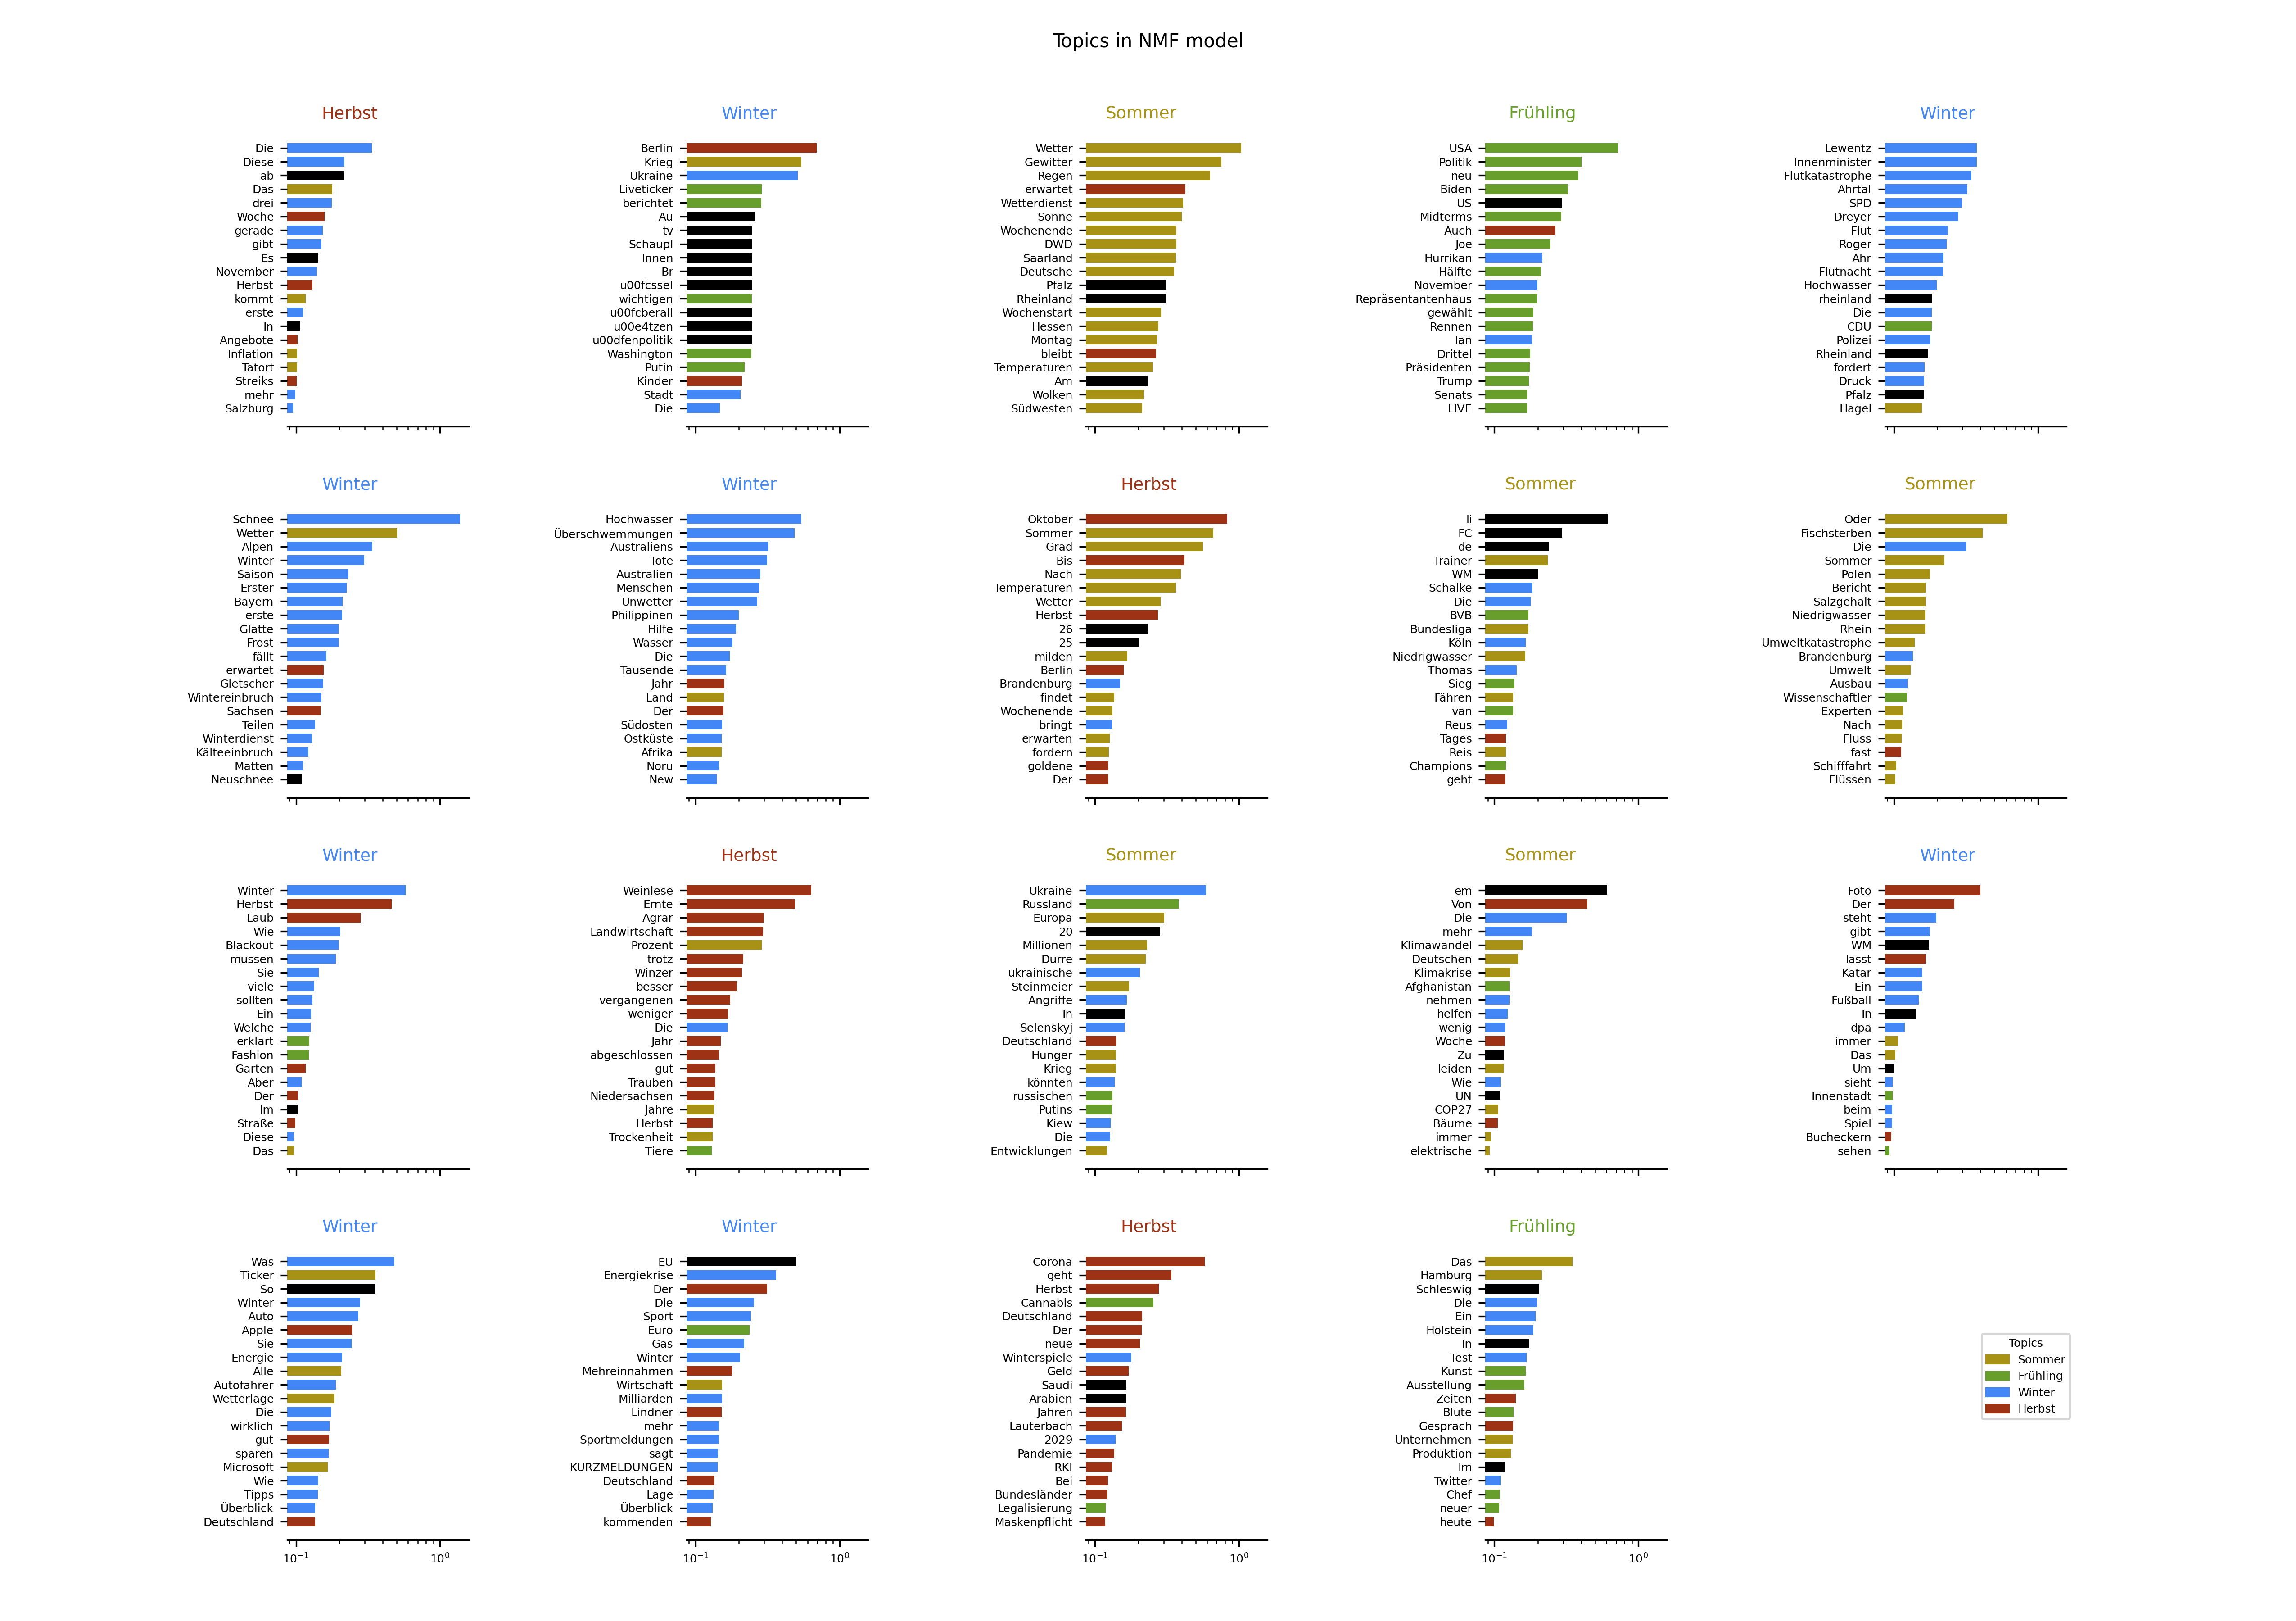 Topics in NMF model
Herbst
Die
Diese
ab
Das
drei
Woche
gerade
gibt
Es
November
Herbst
kommt
erste
In
Angebote
Inflation
Tatort
Streiks
mehr
Salzburg
Winter
Berlin
Krieg
Ukraine
Liveticker
berichtet
Au
tv
Schaupl
Innen
Br
u00fcssel
wichtigen
u00fcberall
u00e4tzen
u00dfenpolitik
Washington
Putin
Kinder
Stadt
Die
Sommer
Wetter
Gewitter
Regen
erwartet
Wetterdienst
Sonne
Wochenende
DWD
Saarland
Deutsche
Pfalz
Rheinland
Wochenstart
Hessen
Montag
bleibt
Temperaturen
Am
Wolken
Südwesten
Frühling
USA
Politik
neu
Biden
US
Midterms
Auch
Joe
Hurrikan
Hälfte
November
Repräsentantenhaus
gewählt
Rennen
Ian
Drittel
Präsidenten
Trump
Senats
LIVE
Winter
Lewentz
Innenminister
Flutkatastrophe
Ahrtal
SPD
Dreyer
Flut
Roger
Ahr
Flutnacht
Hochwasser
rheinland
Die
CDU
Polizei
Rheinland
fordert
Druck
Pfalz
Hagel
Winter
Schnee
Wetter
Alpen
Winter
Saison
Erster
Bayern
erste
Glätte
Frost
fällt
erwartet
Gletscher
Wintereinbruch
Sachsen
Teilen
Winterdienst
Kälteeinbruch
Matten
Neuschnee
Winter
Hochwasser
Überschwemmungen
Australiens
Tote
Australien
Menschen
Unwetter
Philippinen
Hilfe
Wasser
Die
Tausende
Jahr
Land
Der
Südosten
Ostküste
Afrika
Noru
New
Herbst
Oktober
Sommer
Grad
Bis
Nach
Temperaturen
Wetter
Herbst
26
25
milden
Berlin
Brandenburg
findet
Wochenende
bringt
erwarten
fordern
goldene
Der
Sommer
li
FC
de
Trainer
WM
Schalke
Die
BVB
Bundesliga
Köln
Niedrigwasser
Thomas
Sieg
Fähren
van
Reus
Tages
Reis
Champions
geht
Sommer
Oder
Fischsterben
Die
Sommer
Polen
Bericht
Salzgehalt
Niedrigwasser
Rhein
Umweltkatastrophe
Brandenburg
Umwelt
Ausbau
Wissenschaftler
Experten
Nach
Fluss
fast
Schifffahrt
Flüssen
Winter
Winter
Herbst
Laub
Wie
Blackout
müssen
Sie
viele
sollten
Ein
Welche
erklärt
Fashion
Garten
Aber
Der
Im
Straße
Diese
Das
Herbst
Weinlese
Ernte
Agrar
Landwirtschaft
Prozent
trotz
Winzer
besser
vergangenen
weniger
Die
Jahr
abgeschlossen
gut
Trauben
Niedersachsen
Jahre
Herbst
Trockenheit
Tiere
Sommer
Ukraine
Russland
Europa
20
Millionen
Dürre
ukrainische
Steinmeier
Angriffe
In
Selenskyj
Deutschland
Hunger
Krieg
könnten
russischen
Putins
Kiew
Die
Entwicklungen
Sommer
em
Von
Die
mehr
Klimawandel
Deutschen
Klimakrise
Afghanistan
nehmen
helfen
wenig
Woche
Zu
leiden
Wie
UN
COP27
Bäume
immer
elektrische
Winter
Foto
Der
steht
gibt
WM
lässt
Katar
Ein
Fußball
In
dpa
immer
Das
Um
sieht
Innenstadt
beim
Spiel
Bucheckern
sehen
Winter
Was
Ticker
So
Winter
Auto
Apple
Sie
Energie
Alle
Autofahrer
Wetterlage
Die
wirklich
gut
sparen
Microsoft
Wie
Tipps
Überblick
Deutschland
10⁻¹ 10⁰
Winter
EU
Energiekrise
Der
Die
Sport
Euro
Gas
Winter
Mehreinnahmen
Wirtschaft
Milliarden
Lindner
mehr
Sportmeldungen
sagt
KURZMELDUNGEN
Deutschland
Lage
Überblick
kommenden
10⁻¹ 10⁰
Herbst
Corona
geht
Herbst
Cannabis
Deutschland
Der
neue
Winterspiele
Geld
Saudi
Arabien
Jahren
Lauterbach
2029
Pandemie
RKI
Bei
Bundesländer
Legalisierung
Maskenpflicht
10⁻¹ 10⁰
Frühling
Das
Hamburg
Schleswig
Die
Ein
Holstein
In
Test
Kunst
Ausstellung
Zeiten
Blüte
Gespräch
Unternehmen
Produktion
Im
Twitter
Chef
neuer
heute
10⁻¹ 10⁰
Topics
Sommer
Frühling
Winter
Herbst